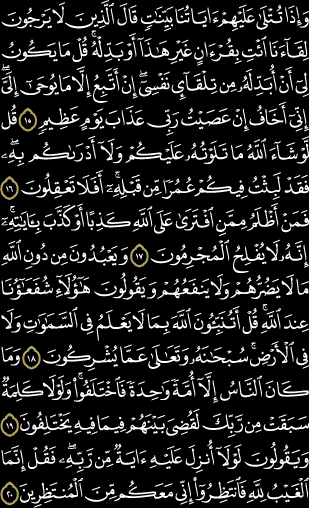 وَإِذَا تُتْلَىٰ عَلَيْهِمْ ءَايَاتُنَا بَيِّنَٰتٍ قَالَ ٱلَّذِينَ لَا يَرْجُونَ
لِقَآءَنَا ٱئْتِ بِقُرْءَانٍ غَيْرِ هَٰذَآ أَوْ بَدِّلْهُ ۚ قُلْ مَا يَكُونُ
لِىٓ أَنْ أُبَدِّلَهُۥ مِن تِلْقَآئِ نَفْسِىٓ ۖ إِنْ أَتَّبِعُ إِلَّا مَا يُوحَىٰٓ إِلَىَّ ۖ
إِنِّىٓ أَخَافُ إِنْ عَصَيْتُ رَبِّى عَذَابَ يَوْمٍ عَظِيمٍ ١٥ قُل
لَّوْ شَآءَ ٱللَّهُ مَا تَلَوْتُهُۥ عَلَيْكُمْ وَلَآ أَدْرَىٰكُم بِهِۦ ۖ
فَقَدْ لَبِثْتُ فِيكُمْ عُمُرًا مِّن قَبْلِهِۦٓ ۚ أَفَلَا تَعْقِلُونَ ١٦
فَمَنْ أَظْلَمُ مِمَّنِ ٱفْتَرَىٰ عَلَى ٱللَّهِ كَذِبًا أَوْ كَذَّبَ بِـَٔايَٰتِهِۦٓ ۚ
إِنَّهُۥ لَا يُفْلِحُ ٱلْمُجْرِمُونَ ١٧ وَيَعْبُدُونَ مِن دُونِ ٱللَّهِ
مَا لَا يَضُرُّهُمْ وَلَا يَنفَعُهُمْ وَيَقُولُونَ هَٰٓؤُلَآءِ شُفَعَٰٓؤُنَا
عِندَ ٱللَّهِ ۚ قُلْ أَتُنَبِّـُٔونَ ٱللَّهَ بِمَا لَا يَعْلَمُ فِى ٱلسَّمَٰوَٰتِ وَلَا
فِى ٱلْأَرْضِ ۚ سُبْحَٰنَهُۥ وَتَعَٰلَىٰ عَمَّا يُشْرِكُونَ ١٨ وَمَا
كَانَ ٱلنَّاسُ إِلَّآ أُمَّةً وَٰحِدَةً فَٱخْتَلَفُوا۟ ۚ وَلَوْلَا كَلِمَةٌ
سَبَقَتْ مِن رَّبِّكَ لَقُضِىَ بَيْنَهُمْ فِيمَا فِيهِ يَخْتَلِفُونَ ١٩
وَيَقُولُونَ لَوْلَآ أُنزِلَ عَلَيْهِ ءَايَةٌ مِّن رَّبِّهِۦ ۖ فَقُلْ إِنَّمَا
ٱلْغَيْبُ لِلَّهِ فَٱنتَظِرُوٓا۟ إِنِّى مَعَكُم مِّنَ ٱلْمُنتَظِرِينَ ٢٠